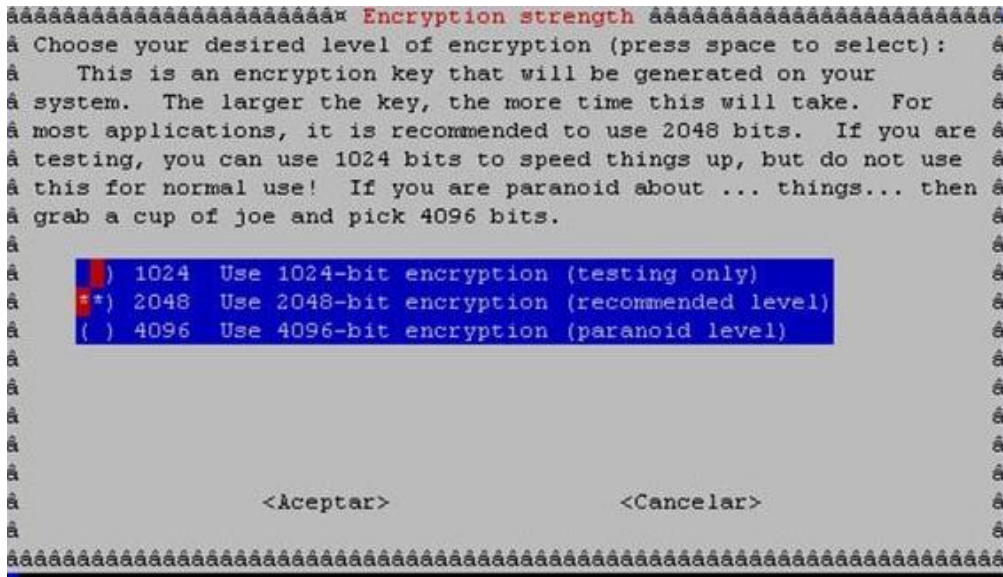 Encryption strength
Choose your desired level of encryption (press space to select):
This is an encryption key that will be generated on your
system. The larger the key, the more time this will take. For
most applications, it is recommended to use 2048 bits. If you are
testing, you can use 1024 bits to speed things up, but do not use
this for normal use! If you are paranoid about ... things... then
grab a cup of joe and pick 4096 bits.
) 1024 Use 1024-bit encryption (testing only)
**) 2048 Use 2048-bit encryption (recommended level)
( ) 4096 Use 4096-bit encryption (paranoid level)
<Aceptar> <Cancelar>